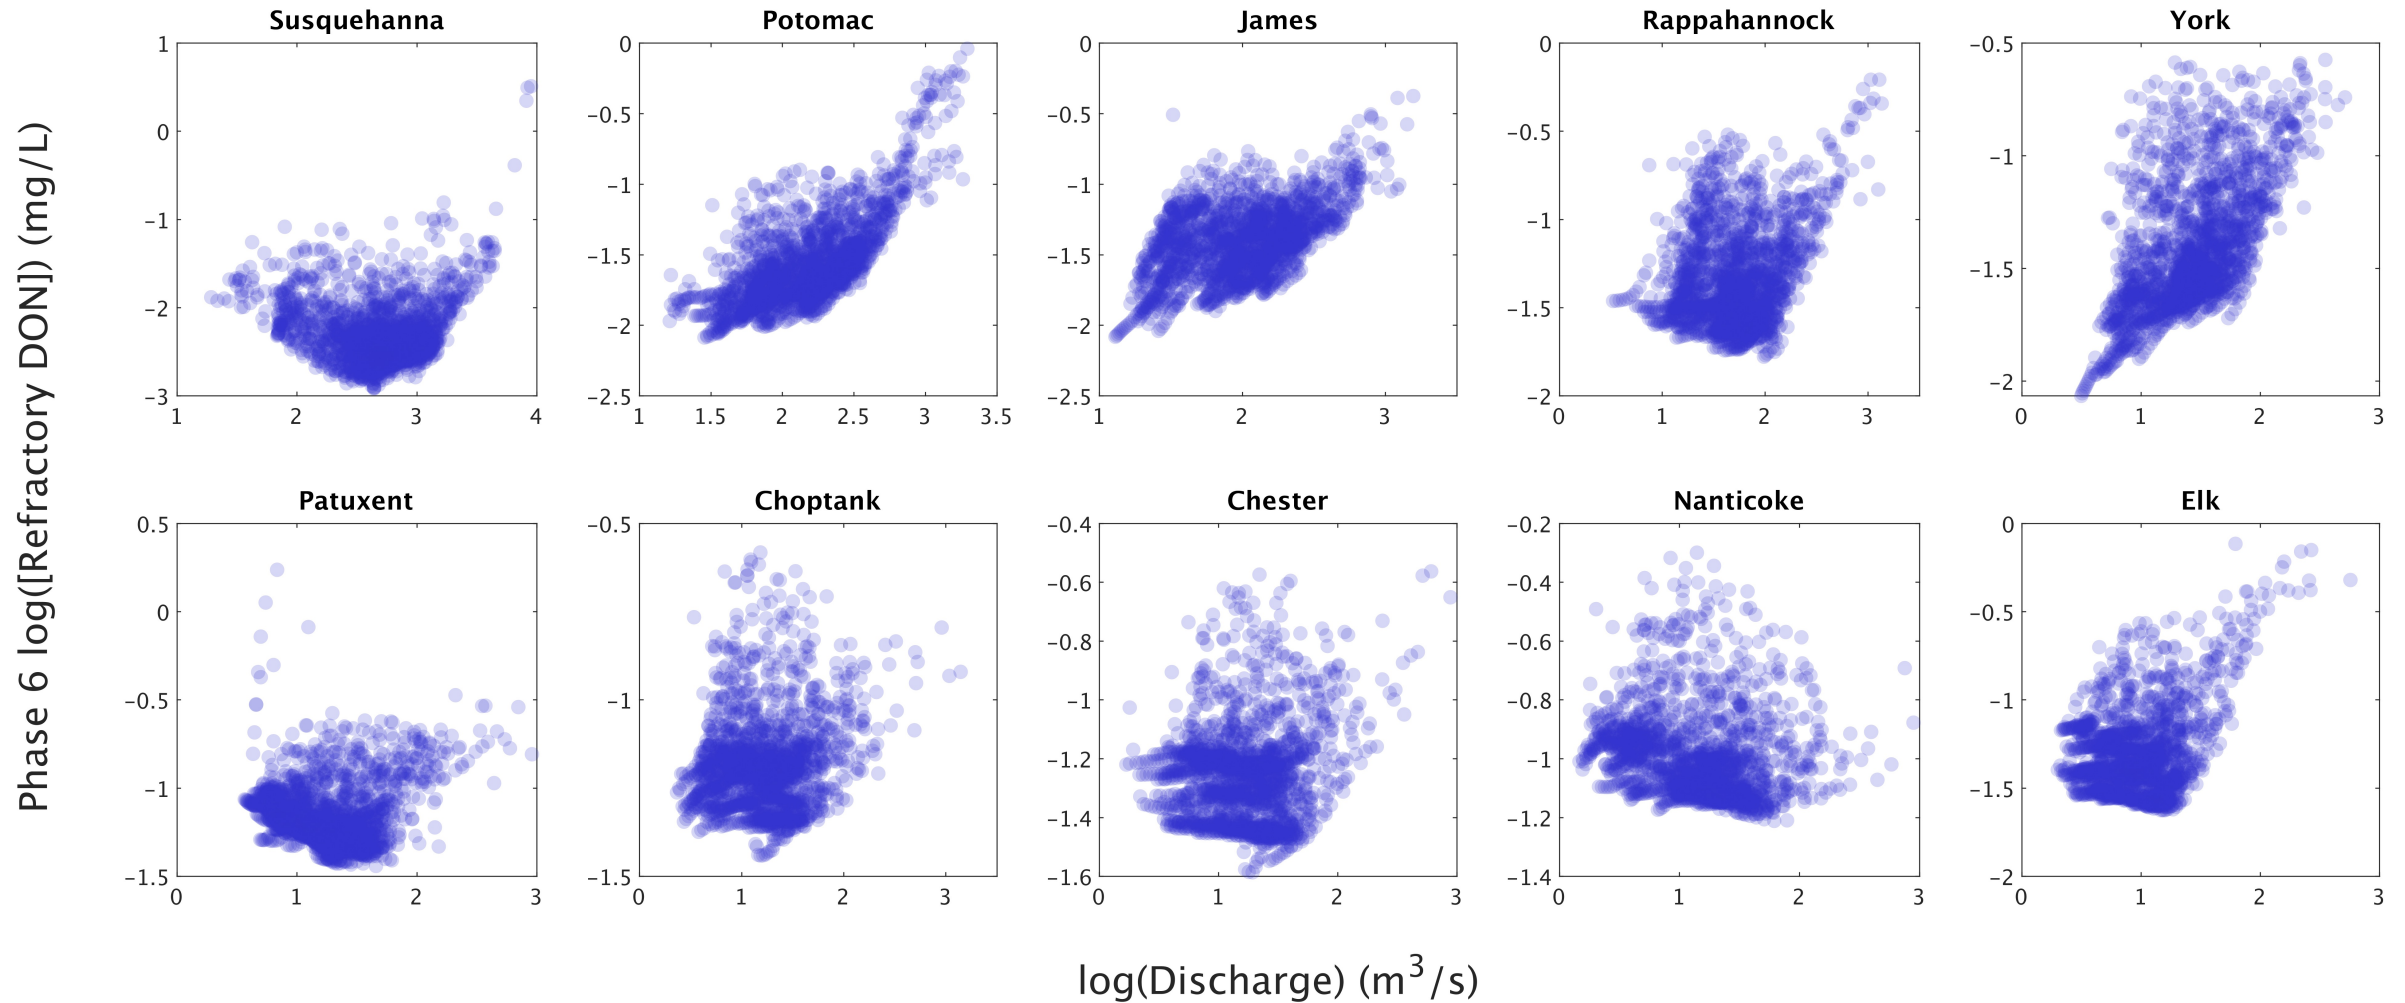 Susquehanna Potomac James Rappahannock York
1 0 0 0 −0.5
0 −0.5 −0.5 −0.5 −1
−1 −1 −1 −1 −1.5
−2 −1.5 −1.5 −1.5 −2
−3 −2 −2 −2
−2.5 −2.5
1 2 3 4 1 1.5 2 2.5 3 3.5 1 2 3 0 1 2 3 0 1 2 3
Phase 6 log([Refractory DON]) (mg/L)
Patuxent Choptank Chester Nanticoke Elk
0.5 −0.5 −0.4 −0.2 0
0 −1 −0.6 −0.4 −0.5
−0.5 −1.5 −0.8 −0.6 −1
−1 −1 −0.8 −1.5
−1.5 −1.2 −1 −2
−1.4 −1.2
−1.6 −1.4
0 1 2 3 0 1 2 3 0 1 2 3 0 1 2 3 0 1 2 3
log(Discharge) (m³/s)